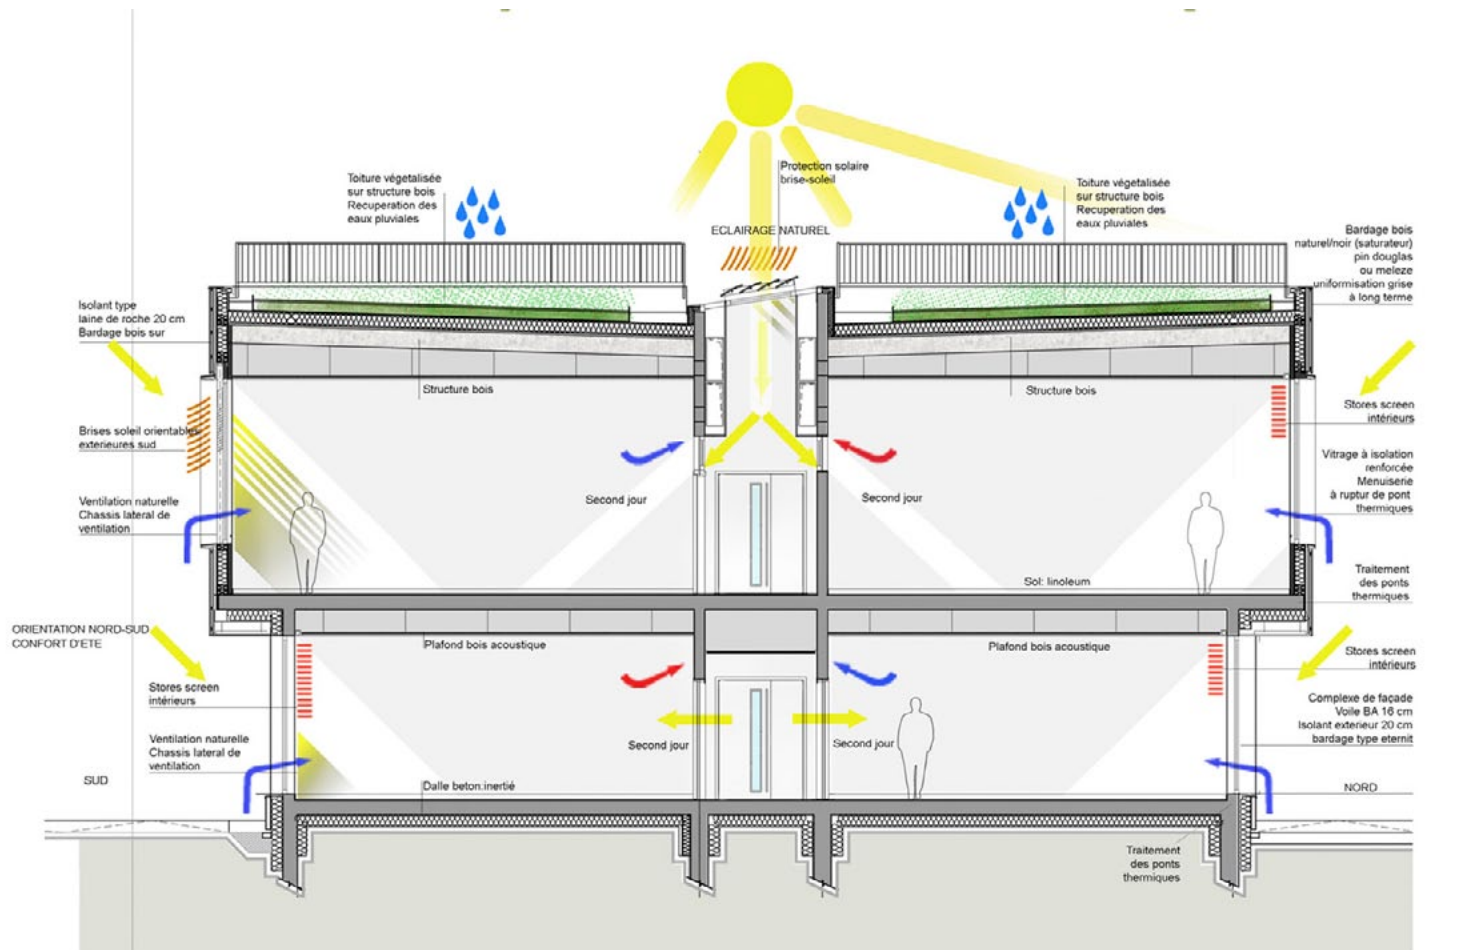 Protection solaire
brise-soleil
Toiture végetalisée
sur structure bois
Recuperation des
eaux pluviales
Toiture végetalisée
sur structure bois
Recuperation des
eaux pluviales
ECLAIRAGE NATUREL
Bardage bois
naturel/noir (saturateur)
pin douglas
ou meleze
uniformisation grise
à long terme
Isolant type
laine de roche 20 cm
Bardage bois sur
Structure bois
Structure bois
Stores screen
intérieurs
Brises soleil orientables
exterieures sud
Vitrage à isolation
renforcée
Menuiserie
à ruptur de pont
thermiques
Ventilation naturelle
Chassis lateral de
ventilation
Second jour
Second jour
Sol: linoleum
Traitement
des ponts
thermiques
ORIENTATION NORD-SUD
CONFORT D'ETE
Plafond bois acoustique
Plafond bois acoustique
Stores screen
intérieurs
Stores screen
intérieurs
Complexe de façade
Voile BA 16 cm
Isolant exterieur 20 cm
bardage type eternit
Ventilation naturelle
Chassis lateral de
ventilation
Second jour
Second jour
SUD
Dalle beton:inertié
NORD
Traitement
des ponts
thermiques